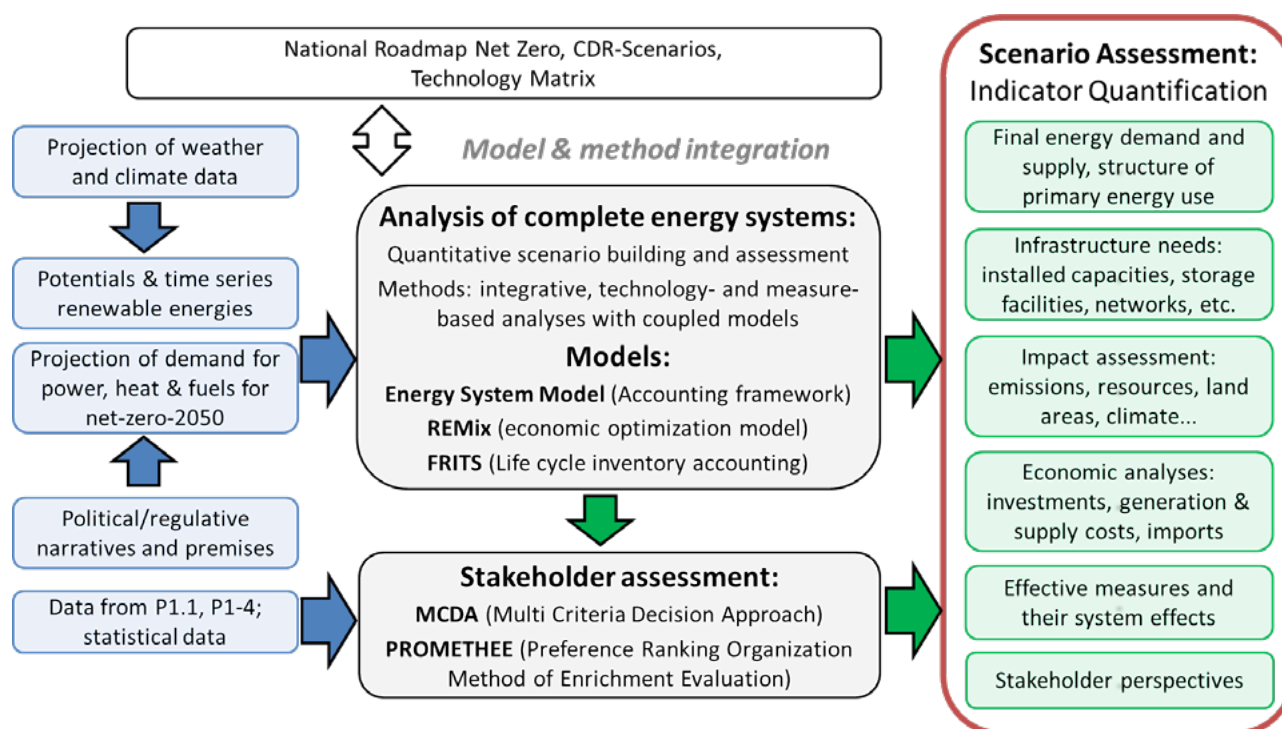 National Roadmap Net Zero, CDR-Scenarios,
Technology Matrix
Model & method integration
Projection of weather
and climate data
Potentials & time series
renewable energies
Projection of demand for
power, heat & fuels for
net-zero-2050
Political/regulative
narratives and premises
Data from P1.1, P1-4;
statistical data
Analysis of complete energy systems:
Quantitative scenario building and assessment
Methods: integrative, technology- and measure-
based analyses with coupled models
Models:
Energy System Model (Accounting framework)
REMix (economic optimization model)
FRITS (Life cycle inventory accounting)
Stakeholder assessment:
MCDA (Multi Criteria Decision Approach)
PROMETHEE (Preference Ranking Organization
Method of Enrichment Evaluation)
Scenario Assessment:
Indicator Quantification
Final energy demand and
supply, structure of
primary energy use
Infrastructure needs:
installed capacities, storage
facilities, networks, etc.
Impact assessment:
emissions, resources, land
areas, climate...
Economic analyses:
investments, generation &
supply costs, imports
Effective measures and
their system effects
Stakeholder perspectives